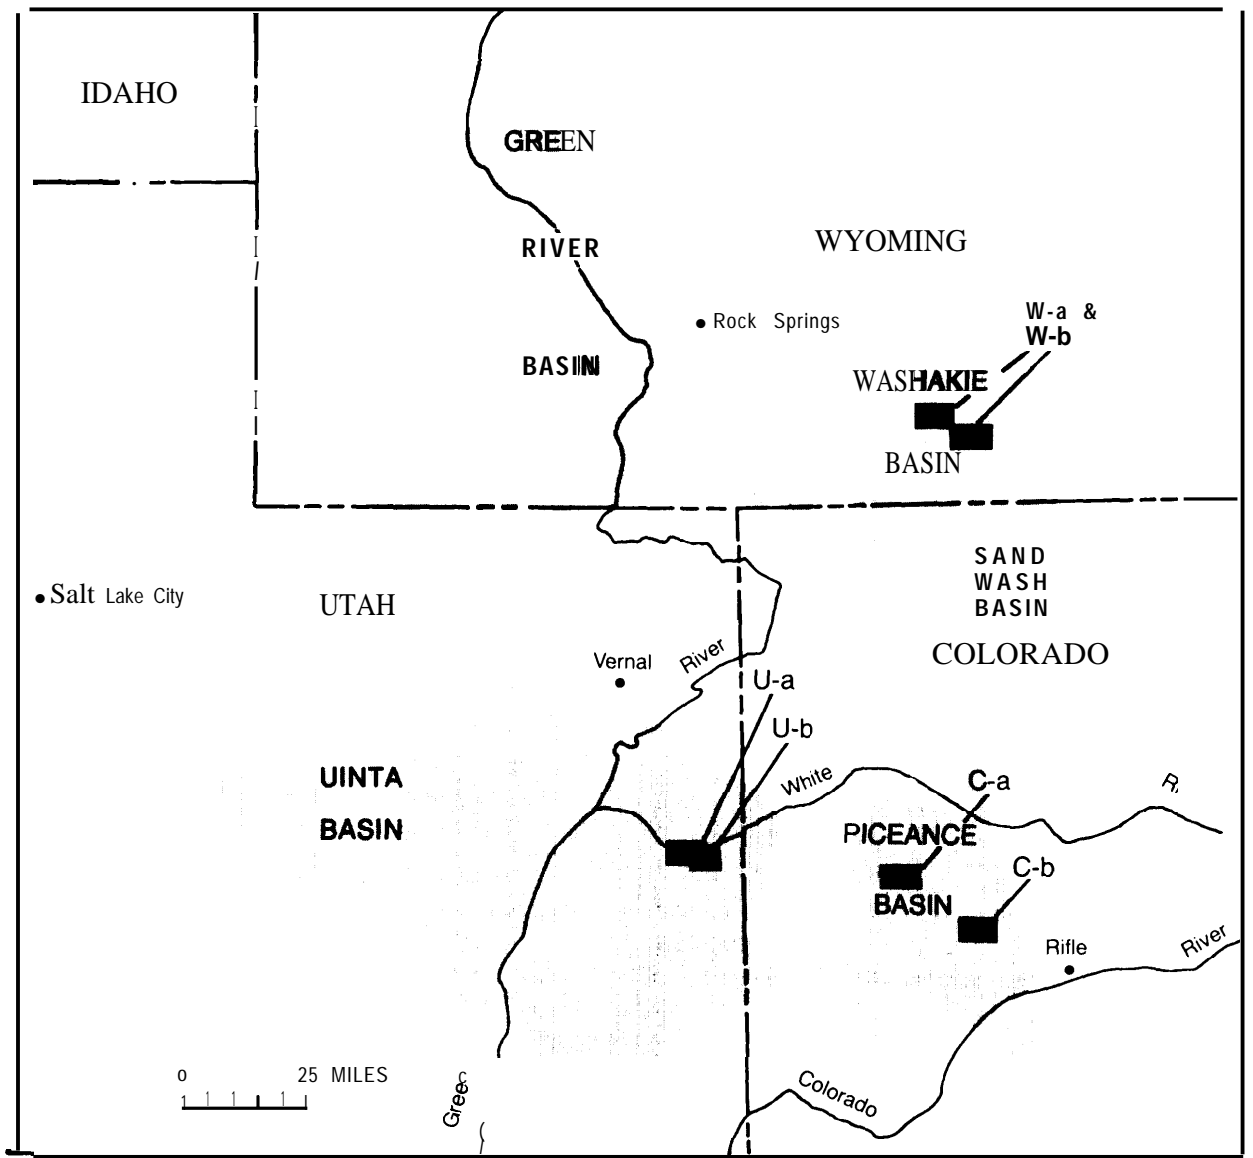 IDAHO
GREEN
RIVER
BASIN
WYOMING
Rock Springs
W-a &
W-b
WASHAKIE
BASIN
Salt Lake City
UTAH
SAND
WASH
BASIN
COLORADO
Vernal
River
U-a
U-b
White
R.
C-a
UINTA
BASIN
PICEANCE
BASIN
C-b
Rifle
River
0 25 MILES
Colorado